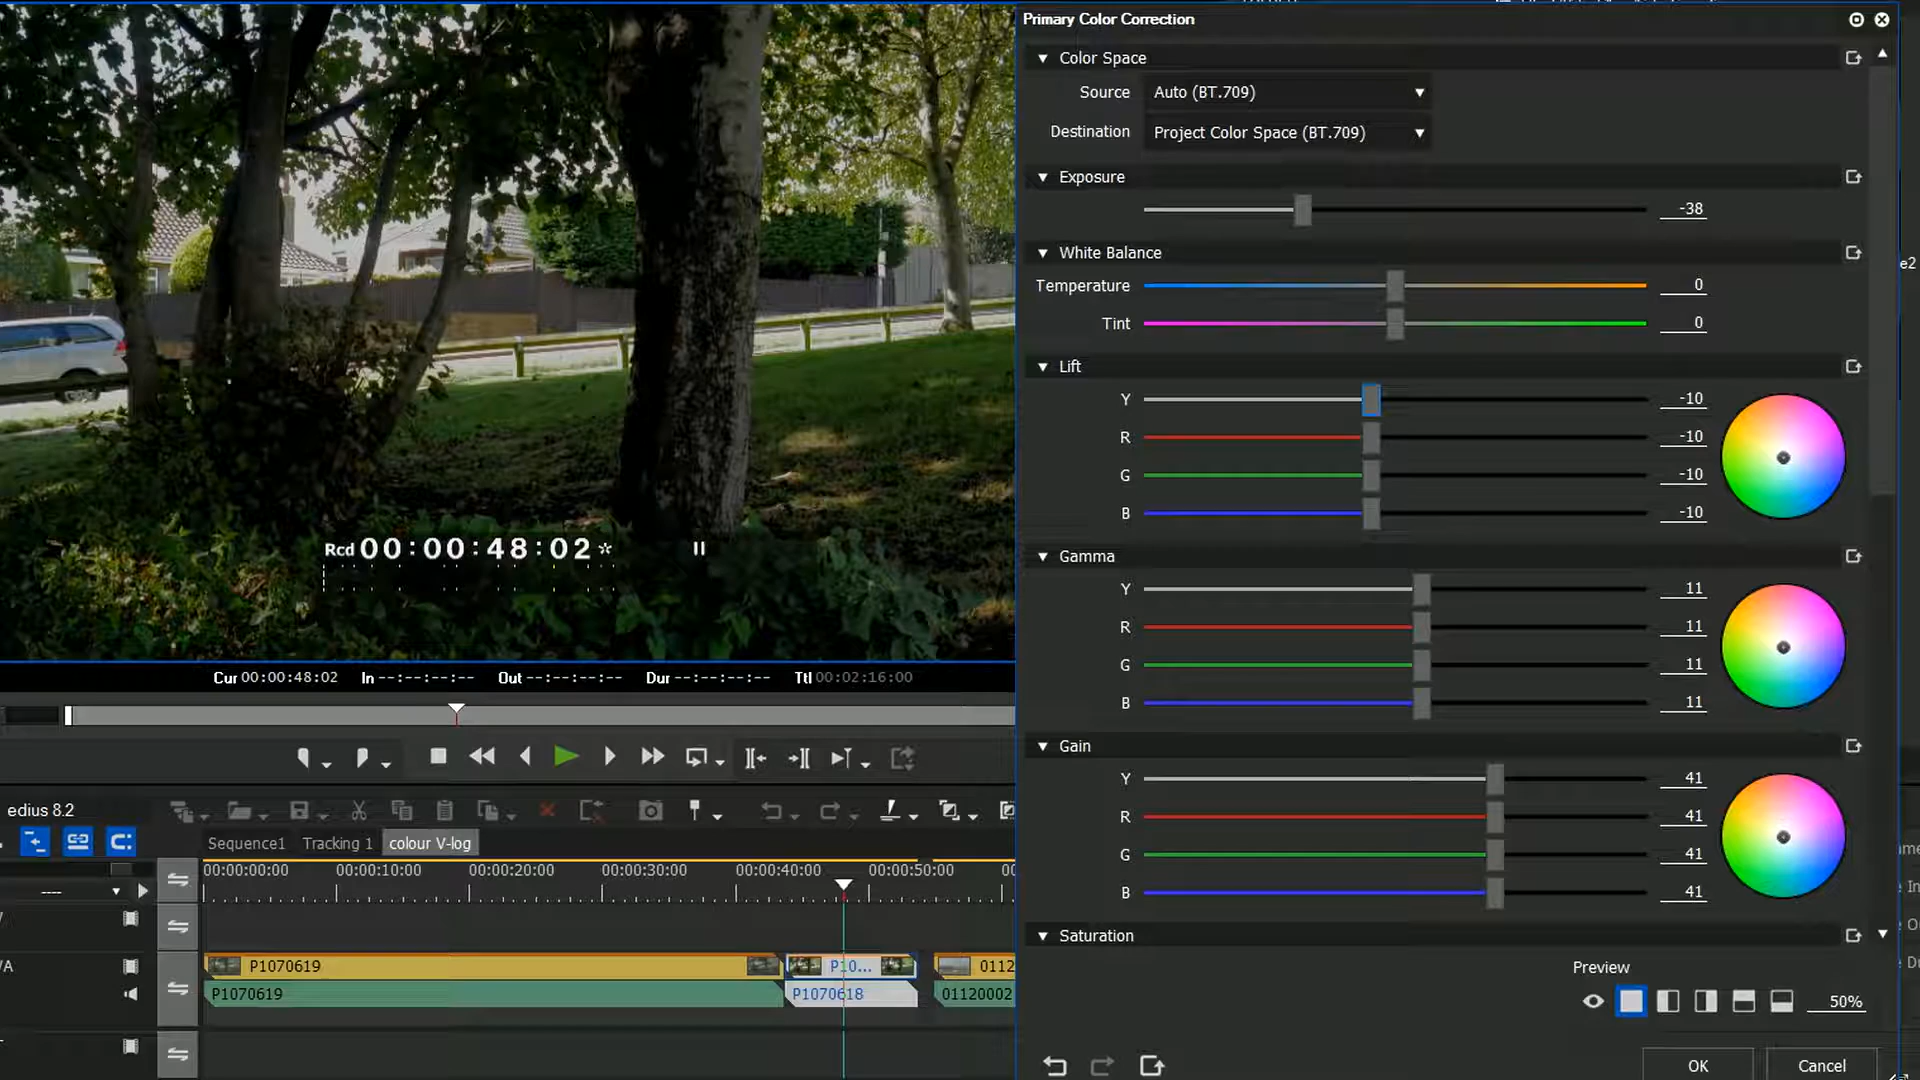 Primary Color Correction
Color Space
Source Auto (BT.709)
Destination Project Color Space (BT.709)
Exposure
-38
White Balance
Temperature 0
Tint 0
Lift
Y -10
R -10
G -10
B -10
Gamma
Y 11
R 11
G 11
B 11
Gain
Y 41
R 41
G 41
B 41
Saturation
Preview
50%
OK Cancel
Rcd 00:00:48:02 *
Cur 00:00:48:02 In --:--:--:-- Out --:--:--:-- Dur --:--:--:-- Ttl 00:02:16:00
edius 8.2
Sequence1 Tracking 1 colour V-log
00:00:00:00 00:00:10:00 00:00:20:00 00:00:30:00 00:00:40:00 00:00:50:00
P1070619 P10... 0112
P1070619 P1070618 01120002